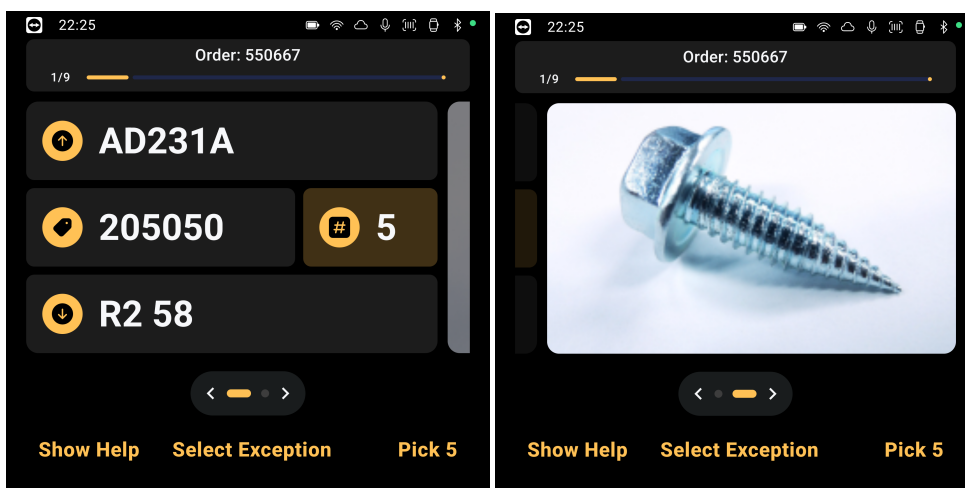 22:25
Order: 550667
1/9
AD231A
205050
# 5
R2 58
Show Help Select Exception Pick 5
22:25
Order: 550667
1/9
Show Help Select Exception Pick 5